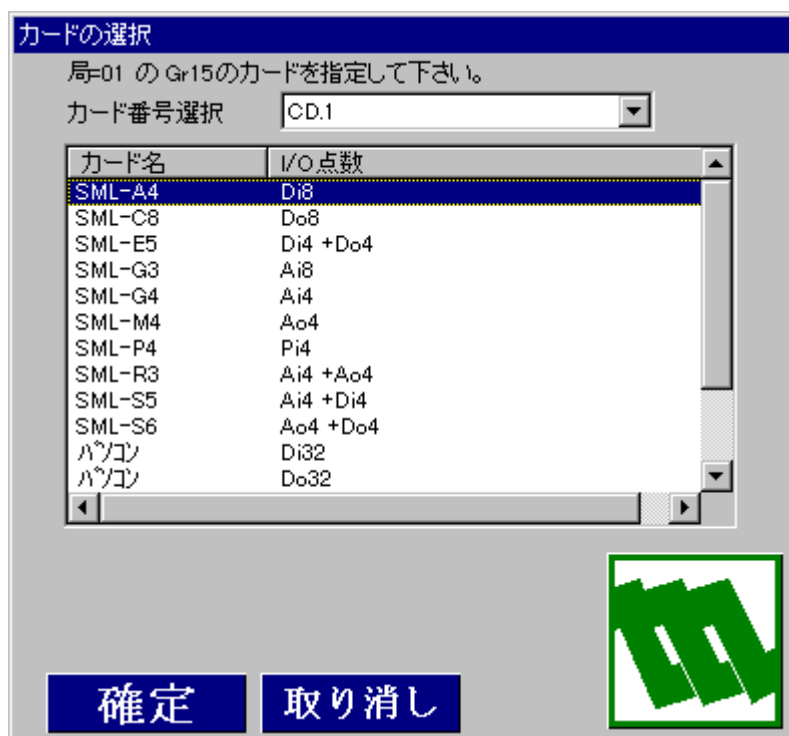 カードの選択
局=01 の Gr15のカードを指定して下さい。
カード番号選択 CD.1
カード名 I/O点数
SML-A4 Di8
SML-C8 Do8
SML-E5 Di4 +Do4
SML-G3 Ai8
SML-G4 Ai4
SML-M4 Ao4
SML-P4 Pi4
SML-R3 Ai4 +Ao4
SML-S5 Ai4 +Di4
SML-S6 Ao4 +Do4
パソコン Di32
パソコン Do32
確定 取り消し